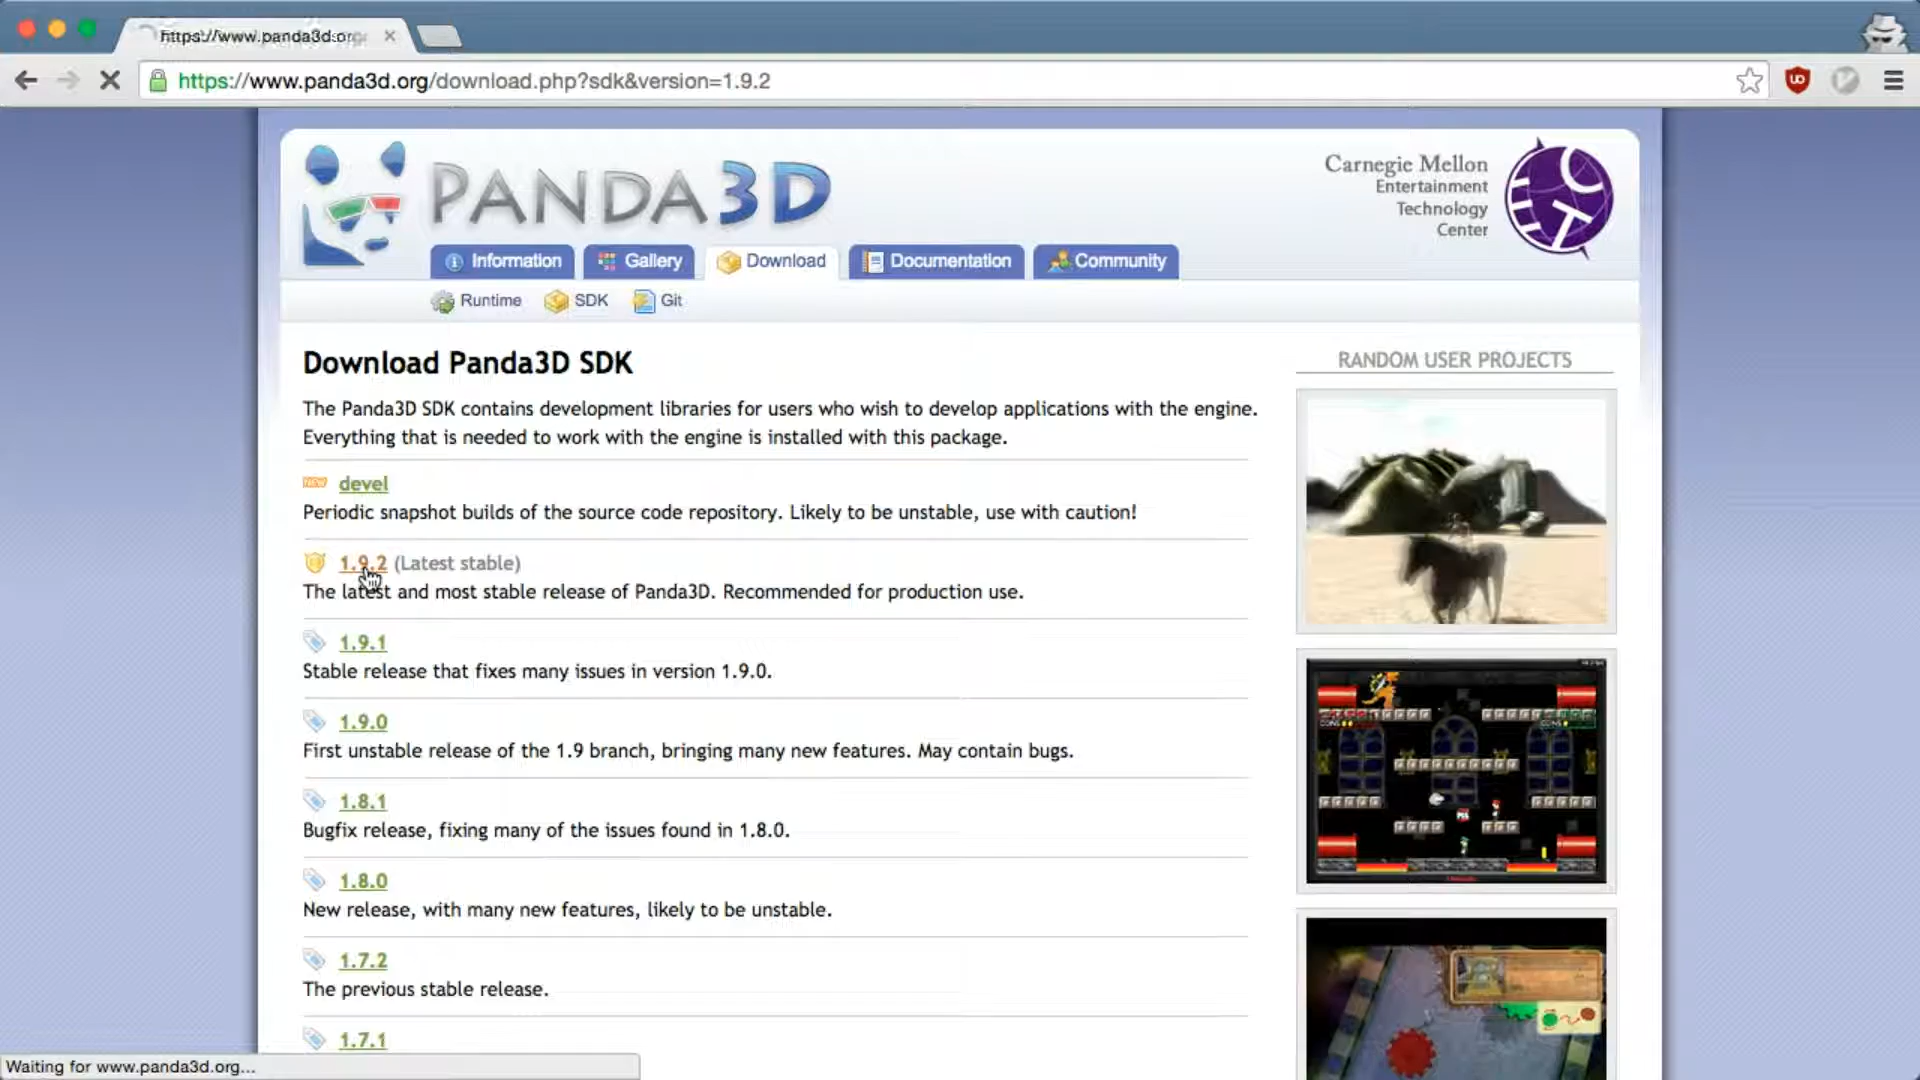 https://www.panda3d.org
https://www.panda3d.org/download.php?sdk&version=1.9.2
PANDA3D
Carnegie Mellon
Entertainment
Technology
Center
Information
Gallery
Download
Documentation
Community
Runtime
SDK
Git
Download Panda3D SDK
The Panda3D SDK contains development libraries for users who wish to develop applications with the engine.
Everything that is needed to work with the engine is installed with this package.
NEW devel
Periodic snapshot builds of the source code repository. Likely to be unstable, use with caution!
1.9.2 (Latest stable)
The latest and most stable release of Panda3D. Recommended for production use.
1.9.1
Stable release that fixes many issues in version 1.9.0.
1.9.0
First unstable release of the 1.9 branch, bringing many new features. May contain bugs.
1.8.1
Bugfix release, fixing many of the issues found in 1.8.0.
1.8.0
New release, with many new features, likely to be unstable.
1.7.2
The previous stable release.
1.7.1
RANDOM USER PROJECTS
Waiting for www.panda3d.org...